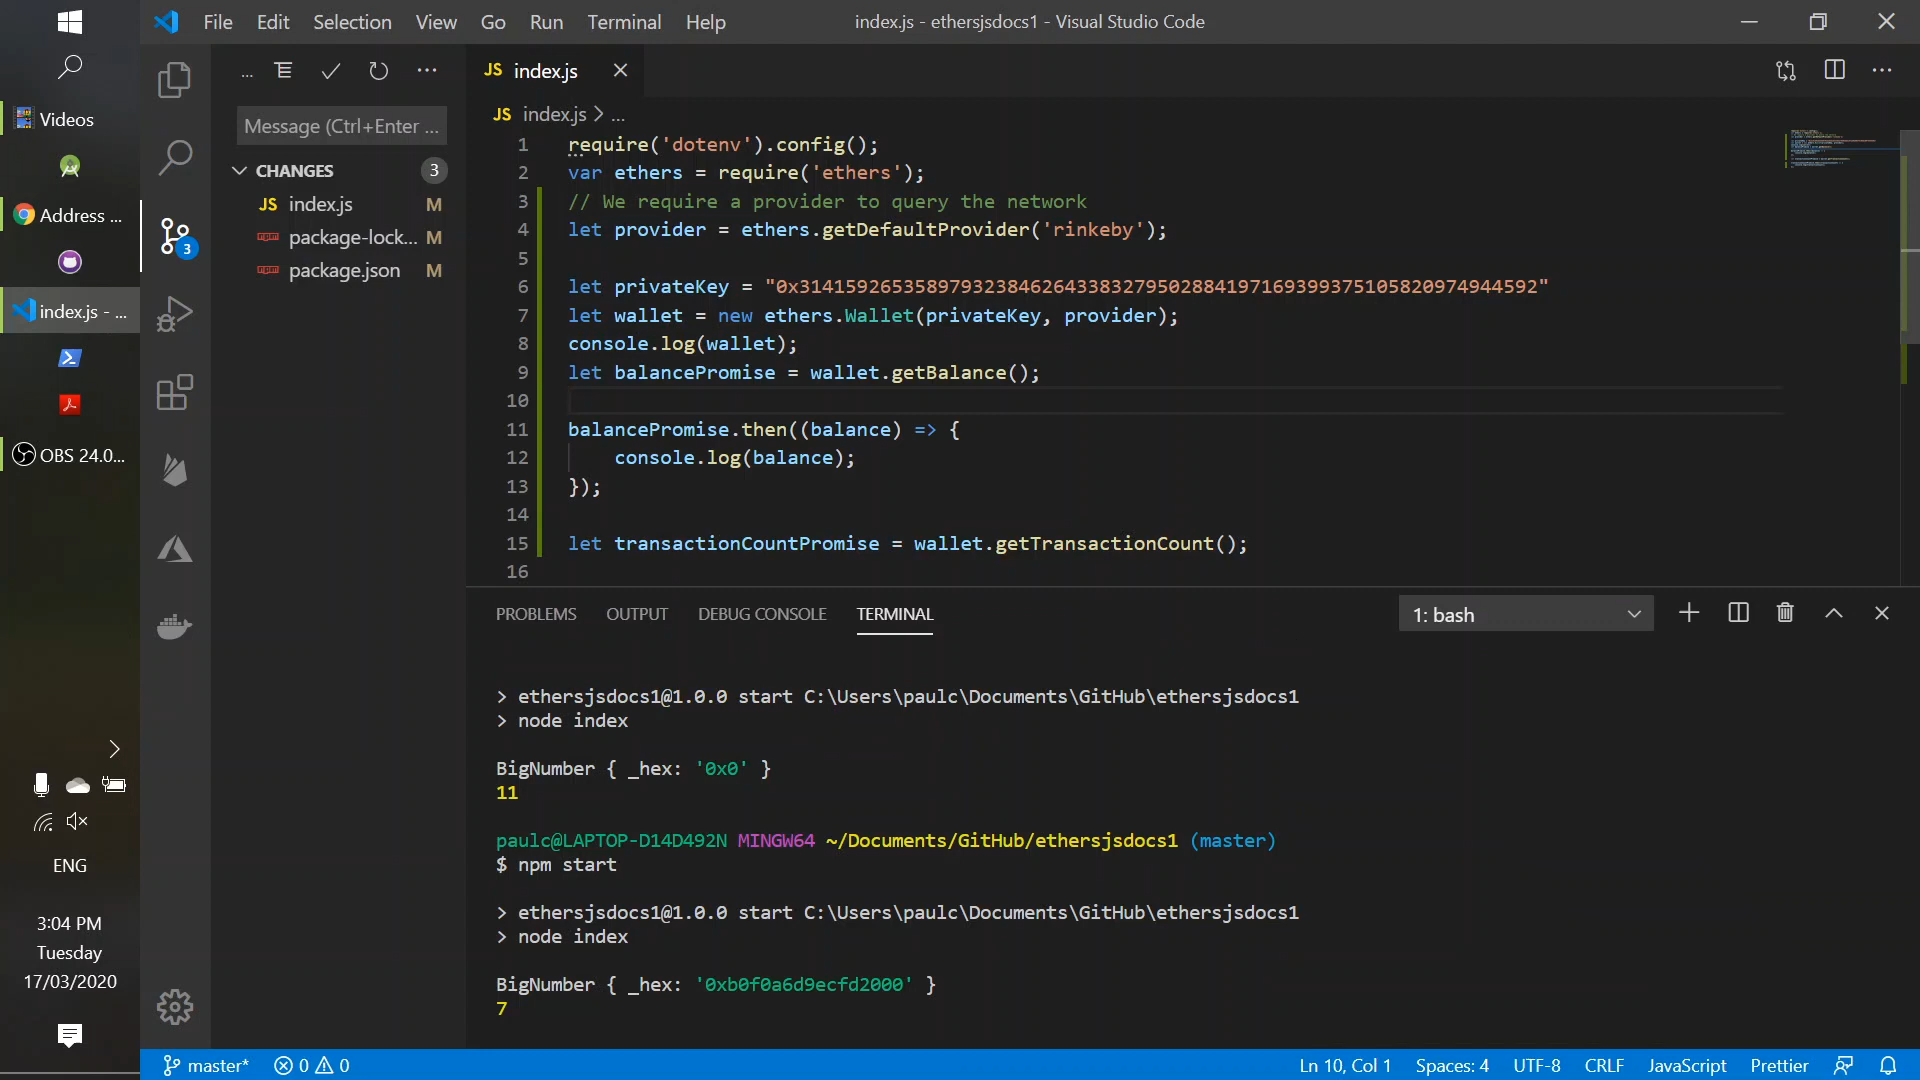 File Edit Selection View Go Run Terminal Help
index.js - ethersjsdocs1 - Visual Studio Code
Videos
Address ...
index.js - ...
OBS 24.0...
ENG
3:04 PM
Tuesday
17/03/2020
Message (Ctrl+Enter ...
CHANGES 3
JS index.js M
package-lock... M
package.json M
3
JS index.js
JS index.js > ...
1 require('dotenv').config();
2 var ethers = require('ethers');
3 // We require a provider to query the network
4 let provider = ethers.getDefaultProvider('rinkeby');
5
6 let privateKey = "0x3141592653589793238462643383279502884197169399375105820974944592"
7 let wallet = new ethers.Wallet(privateKey, provider);
8 console.log(wallet);
9 let balancePromise = wallet.getBalance();
10
11 balancePromise.then((balance) => {
12 console.log(balance);
13 });
14
15 let transactionCountPromise = wallet.getTransactionCount();
16
PROBLEMS OUTPUT DEBUG CONSOLE TERMINAL 1: bash
> ethersjsdocs1@1.0.0 start C:\Users\paulc\Documents\GitHub\ethersjsdocs1
> node index
BigNumber { _hex: '0x0' }
11
paulc@LAPTOP-D14D492N MINGW64 ~/Documents/GitHub/ethersjsdocs1 (master)
$ npm start
> ethersjsdocs1@1.0.0 start C:\Users\paulc\Documents\GitHub\ethersjsdocs1
> node index
BigNumber { _hex: '0xb0f0a6d9ecfd2000' }
7
master* 0 0 Ln 10, Col 1 Spaces: 4 UTF-8 CRLF JavaScript Prettier